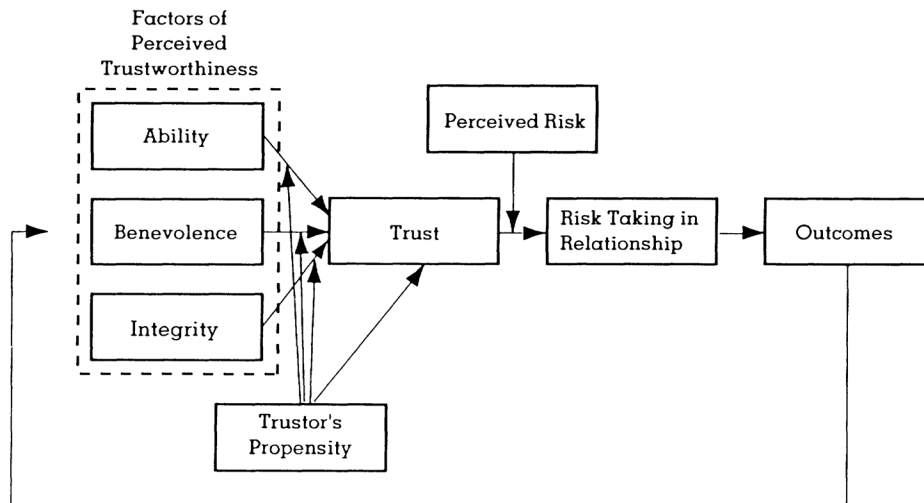 Factors of
Perceived
Trustworthiness
Ability
Benevolence
Integrity
Trustor's
Propensity
Trust
Perceived Risk
Risk Taking in
Relationship
Outcomes